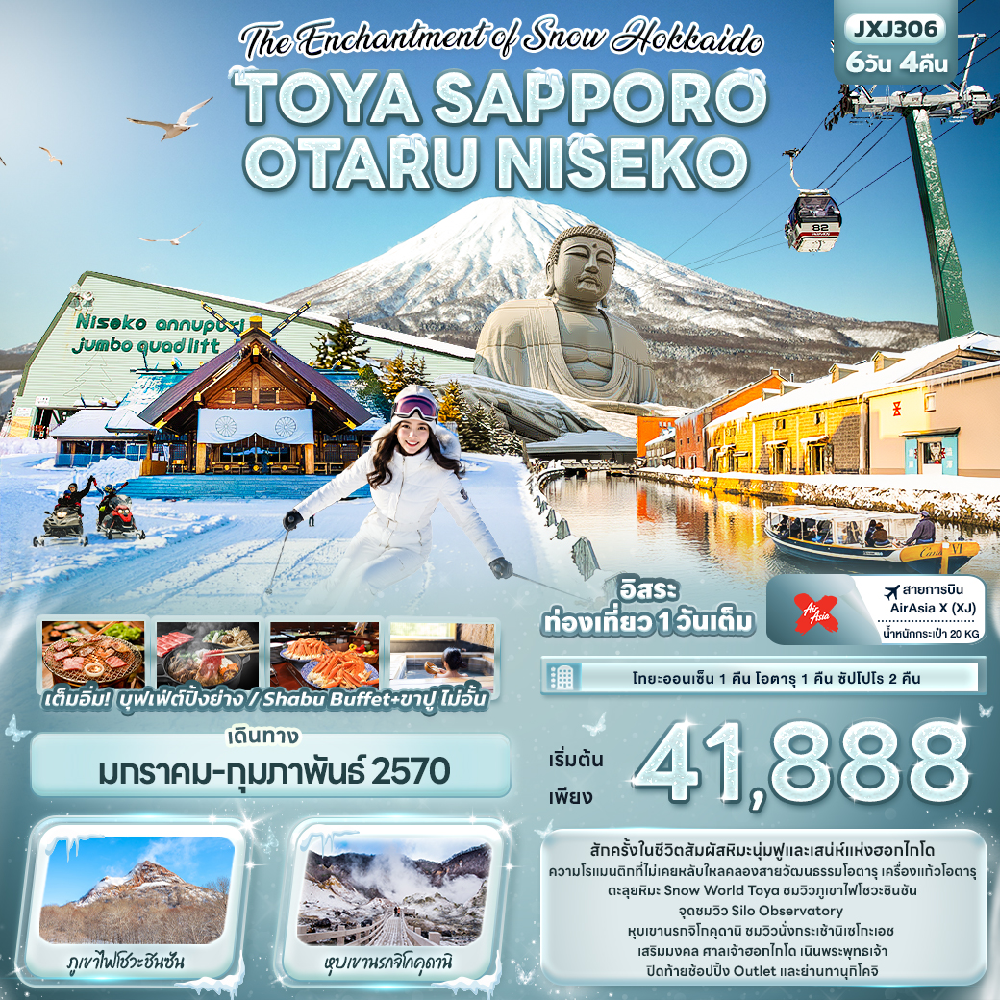 The Enchantment of Snow Hokkaido
TOYA SAPPORO
OTARU NISEKO
JXJ306
6วัน 4คืน
82
Niseko annupuri
jumbo quad lift
อิสระ
ท่องเที่ยว 1 วันเต็ม
Air Asia X
สายการบิน
AirAsia X (XJ)
น้ำหนักกระเป๋า 20 KG
เต็มอิ่ม! บุฟเฟ่ต์ปิ้งย่าง / Shabu Buffet+ขาปู ไม่อั้น
โทยะออนเซ็น 1 คืน โอตารุ 1 คืน ซัปโปโร 2 คืน
เดินทาง
มกราคม-กุมภาพันธ์ 2570
เริ่มต้น
เพียง
41,888
ภูเขาไฟโชวะชินซัน
หุบเขานรกจิโกคุดานิ
สักครั้งในชีวิตสัมผัสหิมะนุ่มฟูและเสน่ห์แห่งฮอกไกโด
ความโรแมนติกที่ไม่เคยหลับใหลคลองสายวัฒนธรรมโอตารุ เครื่องแก้วโอตารุ
ตะลุยหิมะ Snow World Toya ชมวิวภูเขาไฟโชวะชินซัน
จุดชมวิว Silo Observatory
หุบเขานรกจิโกคุดานิ ชมวิวนั่งกระเช้านิเซโกะเอซ
เสริมมงคล ศาลเจ้าฮอกไกโด เนินพระพุทธเจ้า
ปิดท้ายช้อปปิ้ง Outlet และย่านทานุกิโคจิ